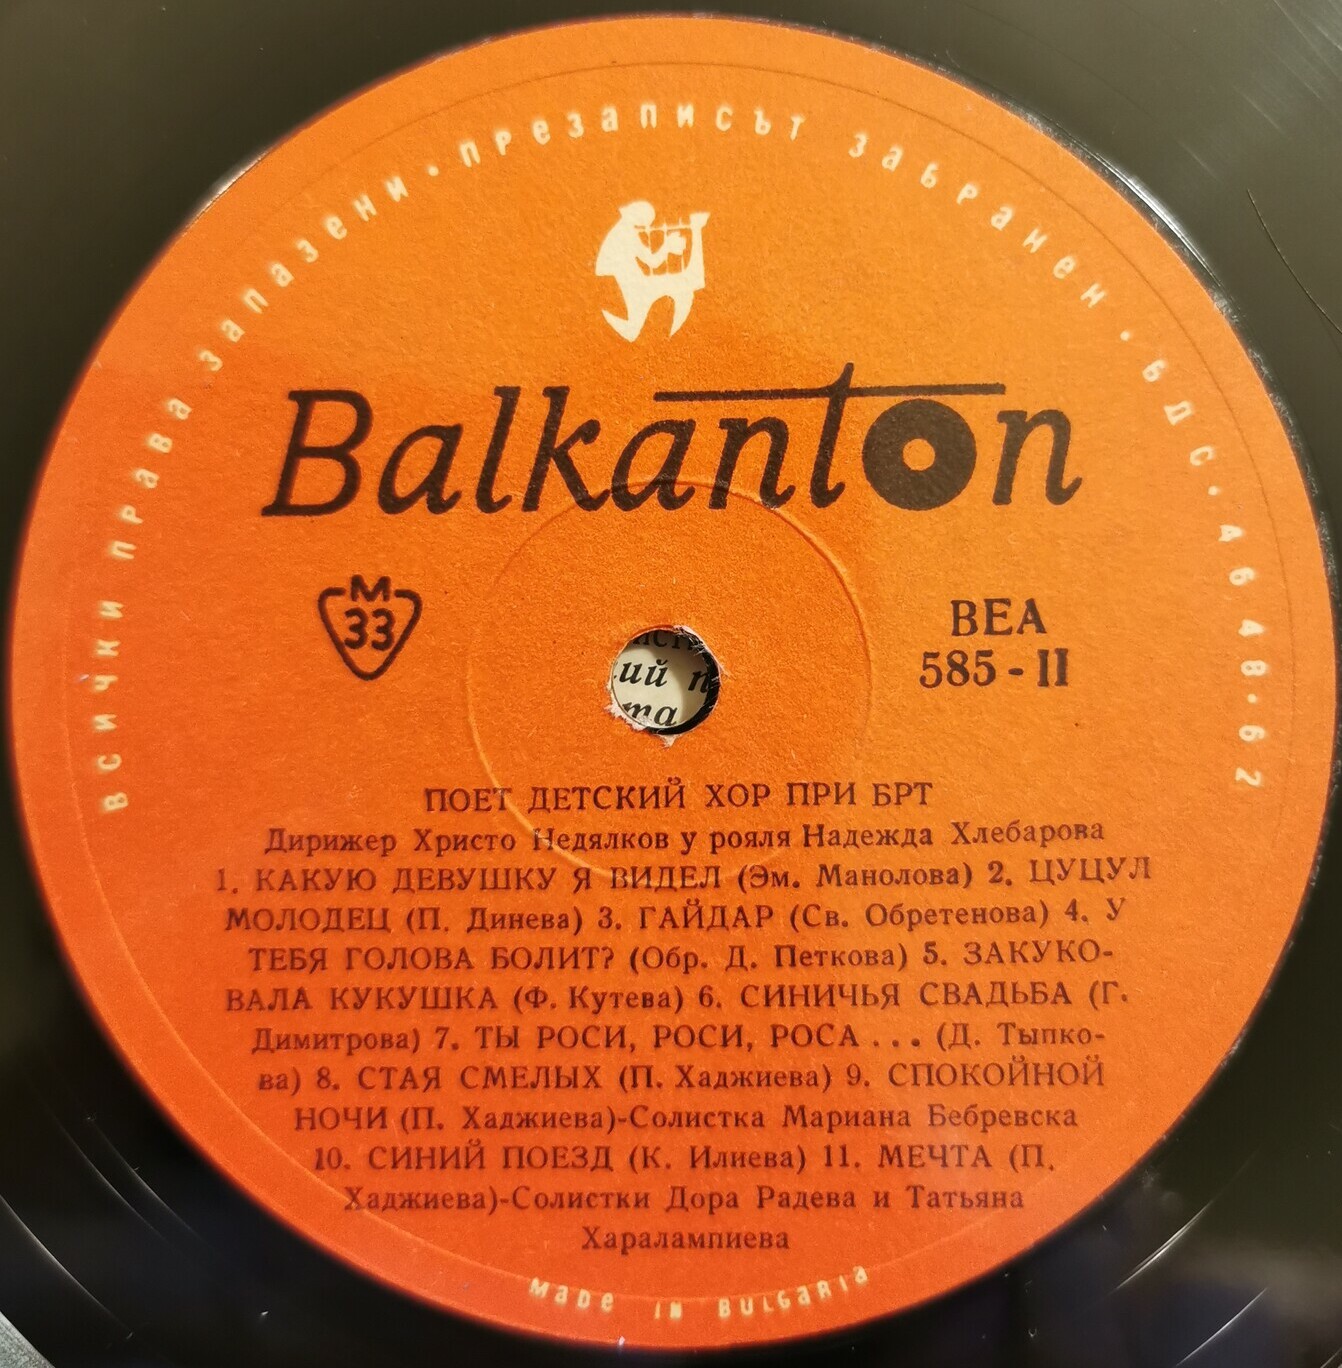 ВСИЧКИ ПРАВА ЗАПАЗЕНИ · ПРЕЗАПИСЪТ ЗАБРАНЕН · БДС · 4648·62
Balkanton
М
33
ВЕА
585 - II
ий п
та
ПОЕТ ДЕТСКИЙ ХОР ПРИ БРТ
Дирижер Христо Недялков у рояля Надежда Хлебарова
1. КАКУЮ ДЕВУШКУ Я ВИДЕЛ (Эм. Манолова) 2. ЦУЦУЛ
МОЛОДЕЦ (П. Динева) 3. ГАЙДАР (Св. Обретенова) 4. У
ТЕБЯ ГОЛОВА БОЛИТ? (Обр. Д. Петкова) 5. ЗАКУКО-
ВАЛА КУКУШКА (Ф. Кутева) 6. СИНИЧЬЯ СВАДЬБА (Г.
Димитрова) 7. ТЫ РОСИ, РОСИ, РОСА . . . (Д. Тыпко-
ва) 8. СТАЯ СМЕЛЫХ (П. Хаджиева) 9. СПОКОЙНОЙ
НОЧИ (П. Хаджиева)-Солистка Мариана Бебревска
10. СИНИЙ ПОЕЗД (К. Илиева) 11. МЕЧТА (П.
Хаджиева)-Солистки Дора Радева и Татьяна
Харалампиева
MADE IN BULGARIA